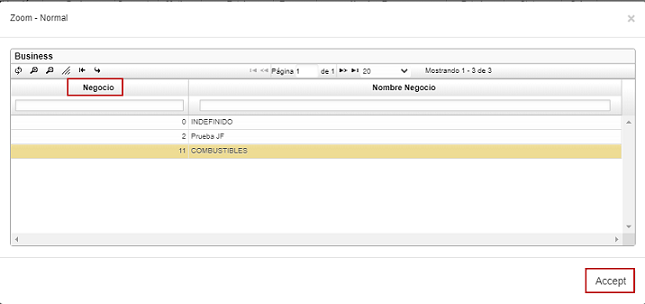 Zoom - Normal ×
Business
Página 1 de 1 20 Mostrando 1 - 3 de 3
Negocio Nombre Negocio
0 INDEFINIDO
2 Prueba JF
11 COMBUSTIBLES
Accept